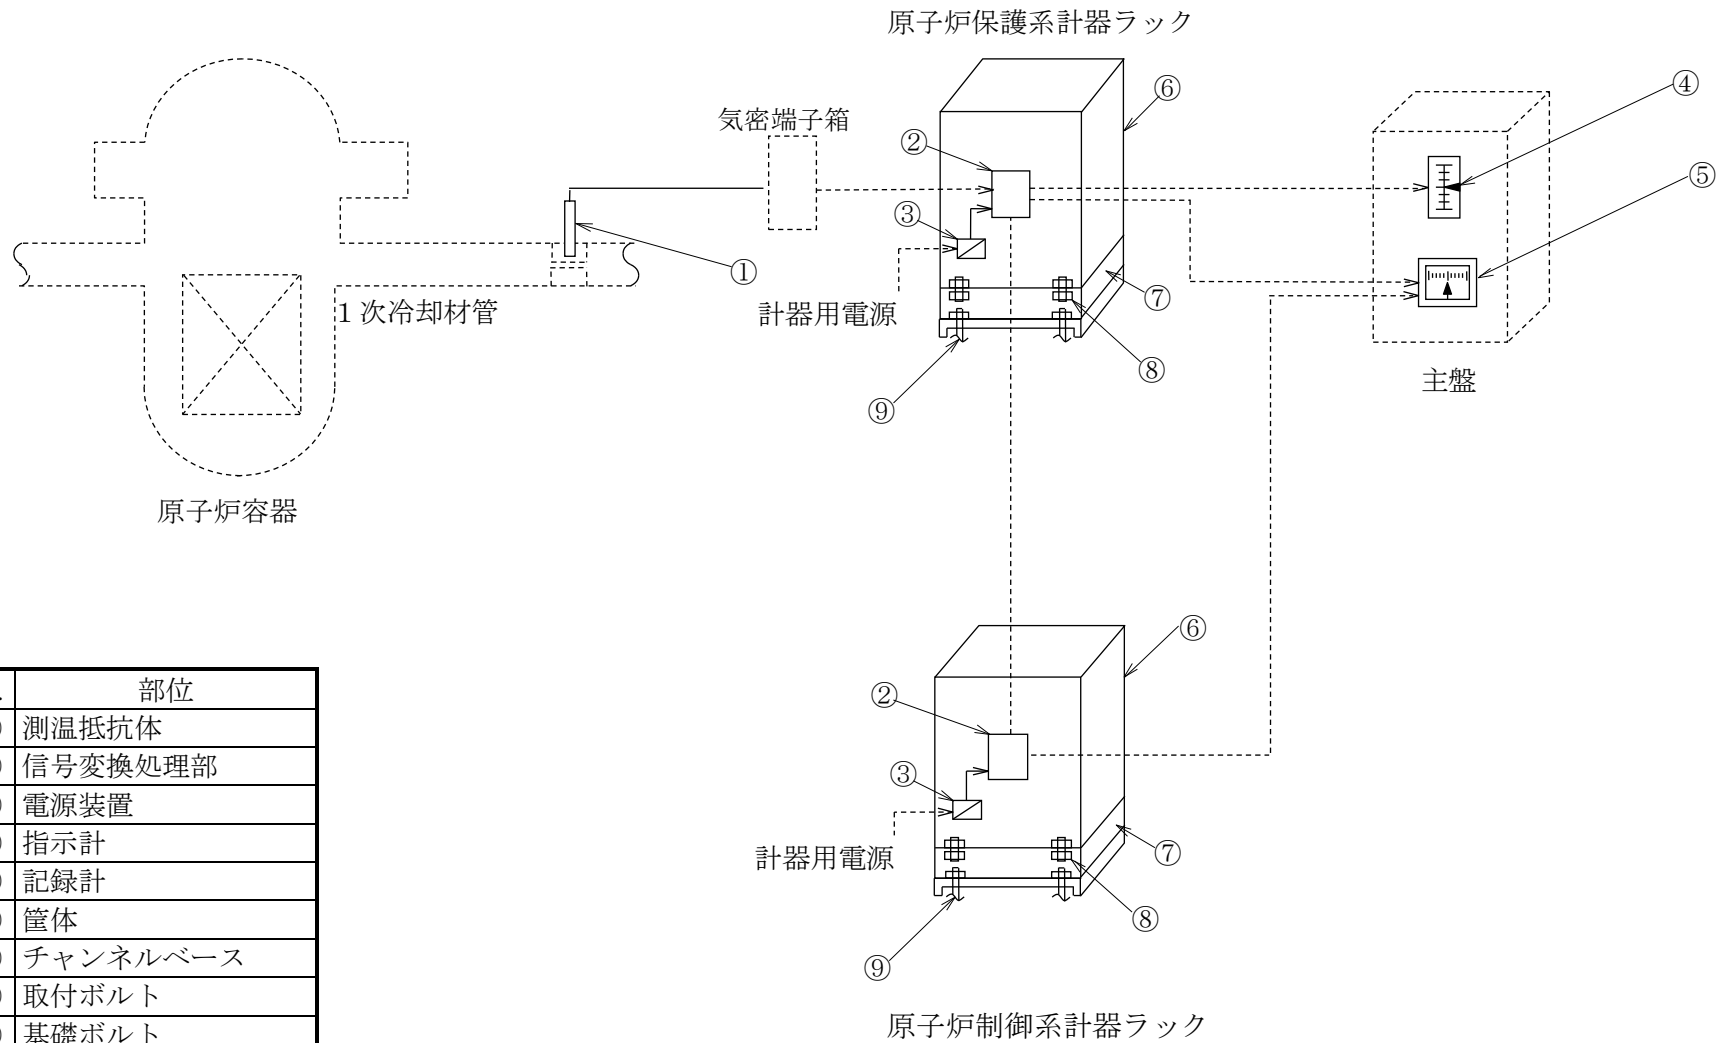 原子炉保護系計器ラック
⑥
④
気密端子箱
②
⑤
③
①
⑦
計器用電源
1次冷却材管
⑧
主盤
⑨
原子炉容器
⑥
部位
②
測温抵抗体
信号変換処理部
③
電源装置
指示計
計器用電源
⑦
記録計
筐体
⑧
チャンネルベース
⑨
取付ボルト
基礎ボルト
原子炉制御系計器ラック